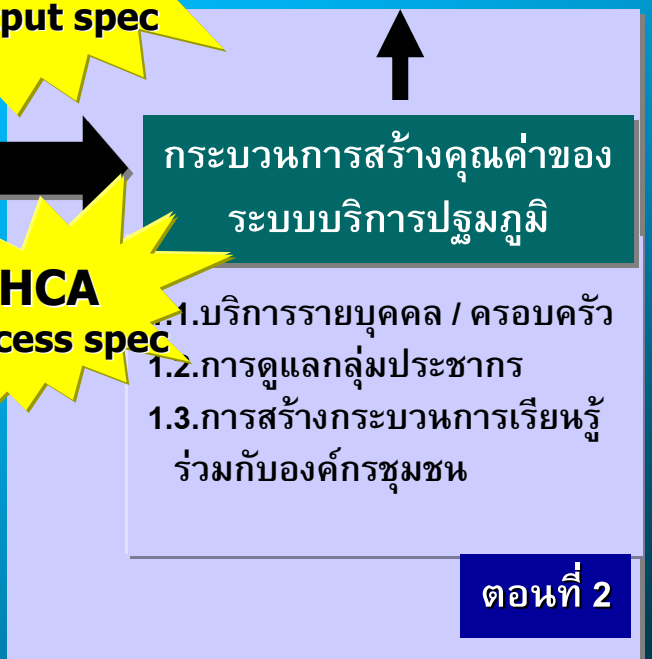 put spec
กระบวนการสร้างคุณค่าของ
ระบบบริการปฐมภูมิ
HCA
cess spec
.1.บริการรายบุคคล / ครอบครัว
1.2.การดูแลกลุ่มประชากร
1.3.การสร้างกระบวนการเรียนรู้
ร่วมกับองค์กรชุมชน
ตอนที่ 2